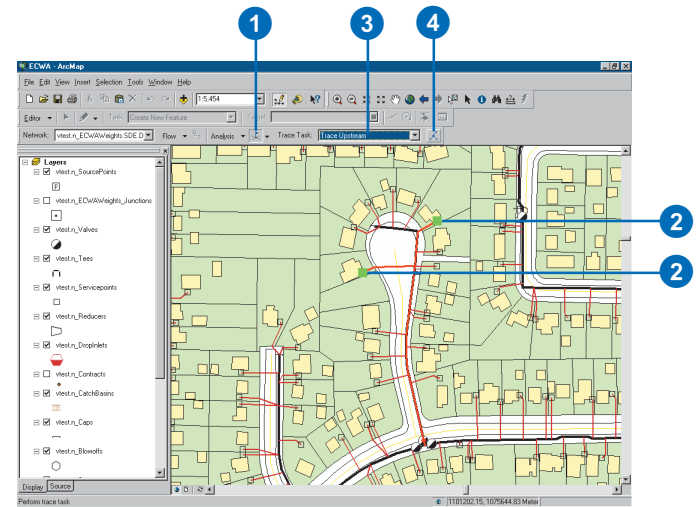 1
3
4
ECWA - ArcMap
File Edit View Insert Selection Tools Window Help
1:5,454
Editor Task: Create New Feature Target:
Network: vtest.n_ECWAWeights:SDE.D Flow Analysis Trace Task: Trace Upstream
Layers
vtest.n_SourcePoints
P
vtest.n_ECWAWeights_Junctions
vtest.n_Valves
vtest.n_Tees
vtest.n_Servicepoints
vtest.n_Reducers
vtest.n_DropInlets
vtest.n_Contracts
vtest.n_CatchBasins
vtest.n_Caps
vtest.n_Blowoffs
2
2
Display Source
Perform trace task
1101202.15, 1075644.83 Meter